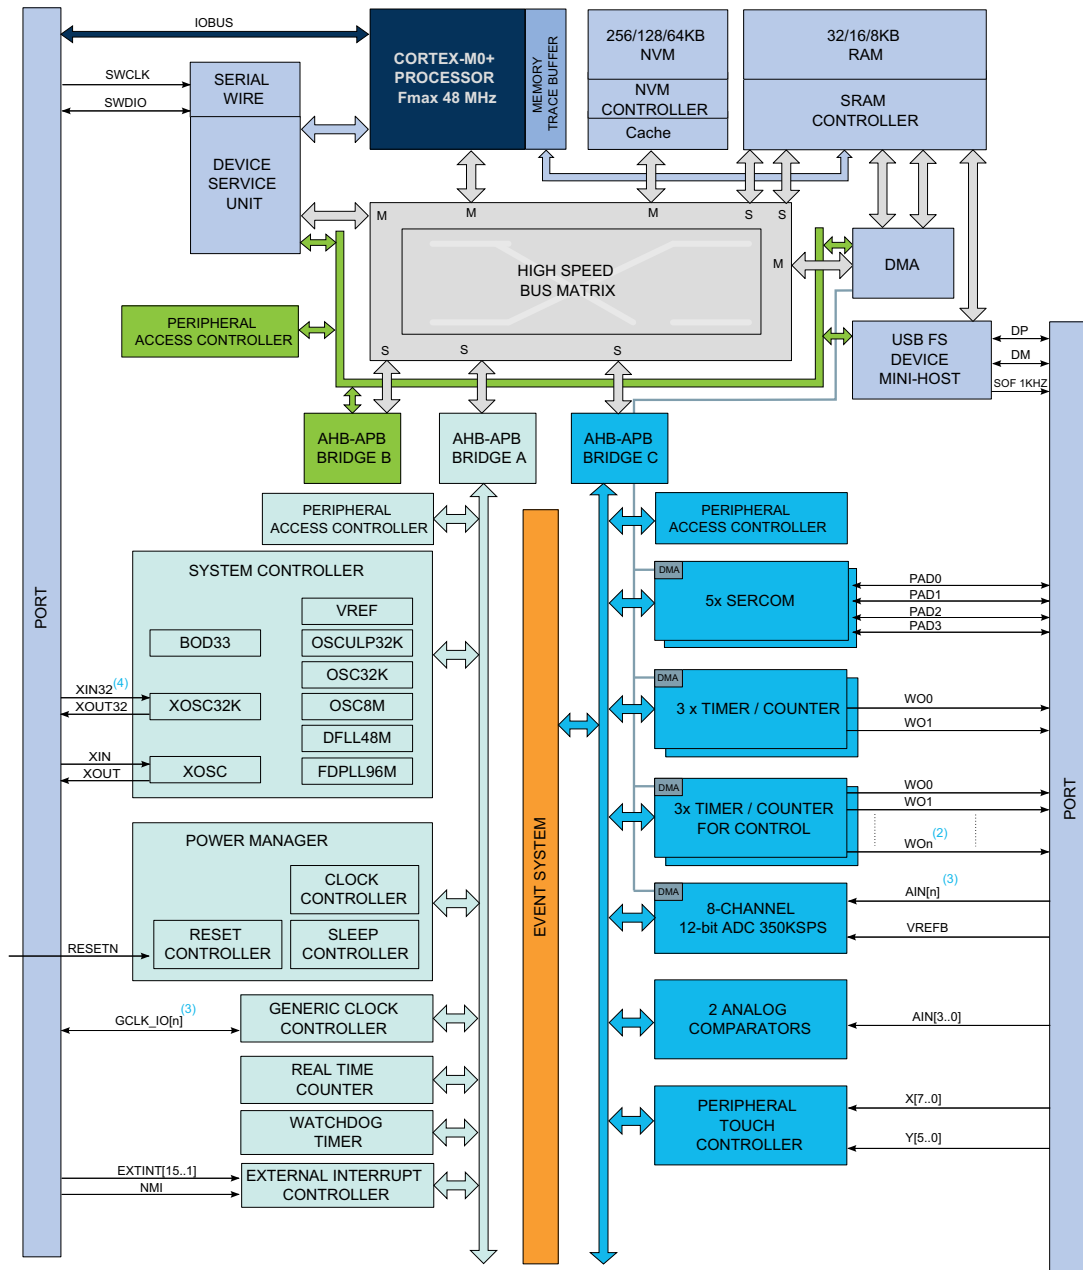 IOBUS
CORTEX-M0+
PROCESSOR
Fmax 48 MHz
MEMORY
TRACE BUFFER
256/128/64KB
NVM
NVM
CONTROLLER
Cache
32/16/8KB
RAM
SRAM
CONTROLLER
SWCLK
SWDIO
SERIAL
WIRE
DEVICE
SERVICE
UNIT
M
M
M
S
S
M
HIGH SPEED
BUS MATRIX
S
S
S
DMA
PERIPHERAL
ACCESS CONTROLLER
USB FS
DEVICE
MINI-HOST
DP
DM
SOF 1KHZ
AHB-APB
BRIDGE B
AHB-APB
BRIDGE A
AHB-APB
BRIDGE C
PERIPHERAL
ACCESS CONTROLLER
PERIPHERAL
ACCESS CONTROLLER
PORT
SYSTEM CONTROLLER
VREF
BOD33
OSCULP32K
OSC32K
XOSC32K
OSC8M
DFLL48M
XOSC
FDPLL96M
XIN32(4)
XOUT32
XIN
XOUT
EVENT SYSTEM
DMA
5x SERCOM
PAD0
PAD1
PAD2
PAD3
DMA
3 x TIMER / COUNTER
WO0
WO1
DMA
3x TIMER / COUNTER
FOR CONTROL
WO0
WO1
WOn(2)
PORT
POWER MANAGER
CLOCK
CONTROLLER
RESET
CONTROLLER
SLEEP
CONTROLLER
RESETN
DMA
8-CHANNEL
12-bit ADC 350KSPS
AIN[n](3)
VREFB
GCLK_IO[n](3)
GENERIC CLOCK
CONTROLLER
2 ANALOG
COMPARATORS
AIN[3..0]
REAL TIME
COUNTER
WATCHDOG
TIMER
PERIPHERAL
TOUCH
CONTROLLER
X[7..0]
Y[5..0]
EXTINT[15..1]
NMI
EXTERNAL INTERRUPT
CONTROLLER